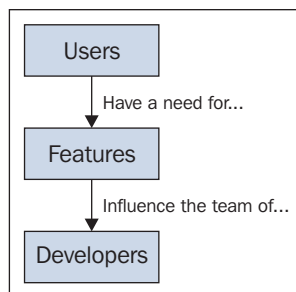 Users
Have a need for...
Features
Influence the team of...
Developers